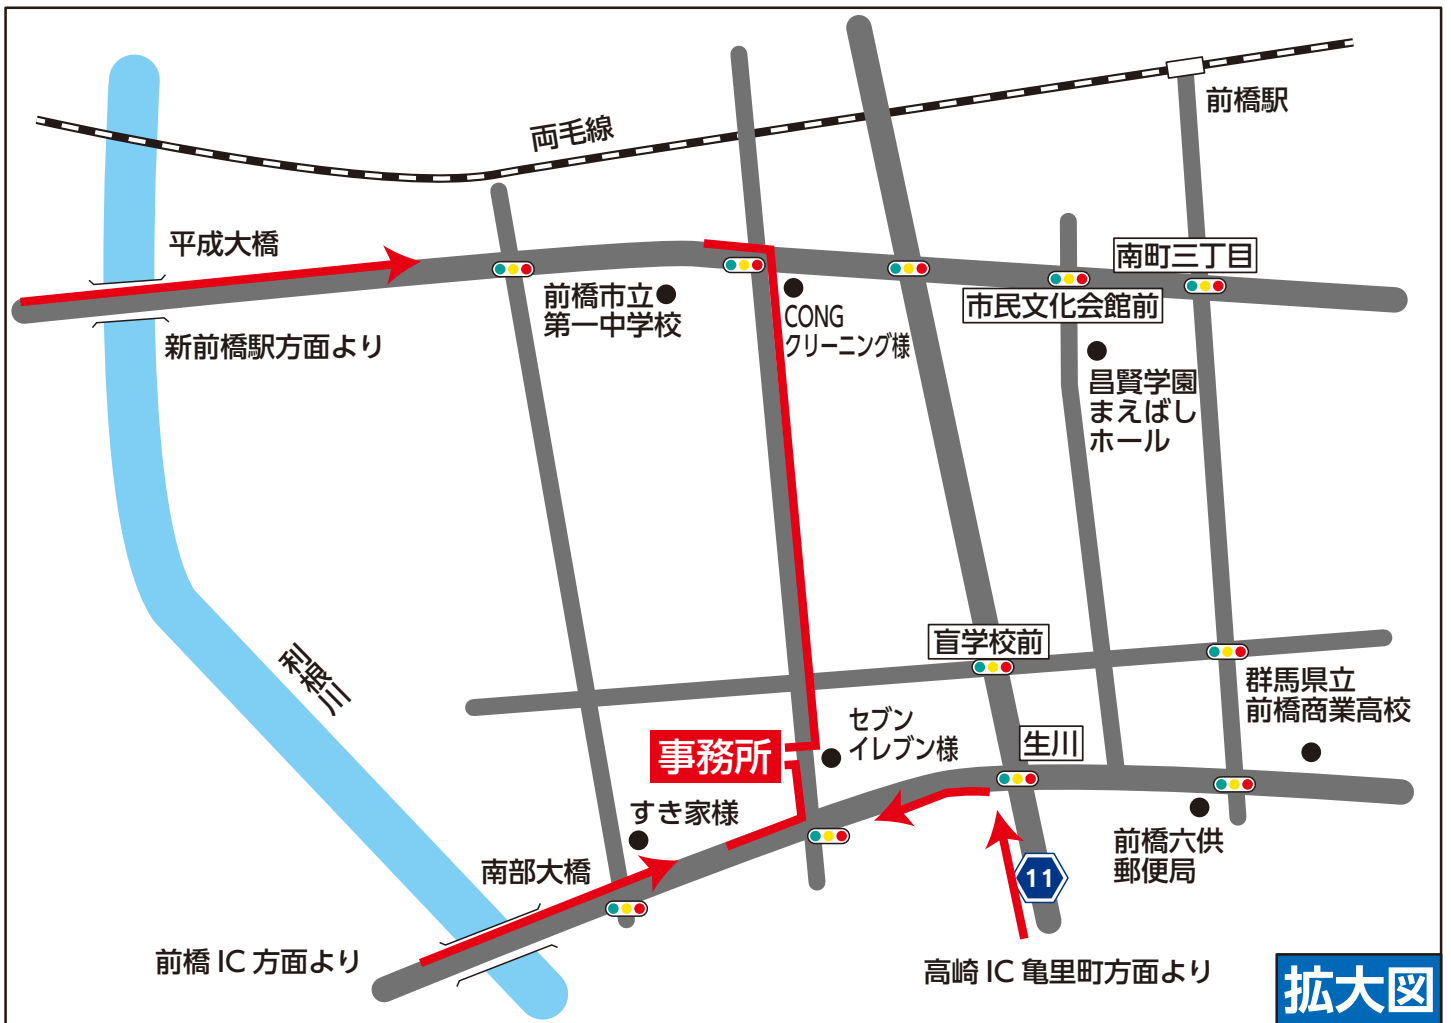 前橋駅
両毛線
平成大橋
南町三丁目
前橋市立
第一中学校
CONG
クリーニング様
市民文化会館前
新前橋駅方面より
昌賢学園
まえばし
ホール
利根川
盲学校前
群馬県立
前橋商業高校
セブン
イレブン様
生川
事務所
すき家様
南部大橋
前橋六供
郵便局
11
前橋 IC 方面より
高崎 IC 亀里町方面より
拡大図